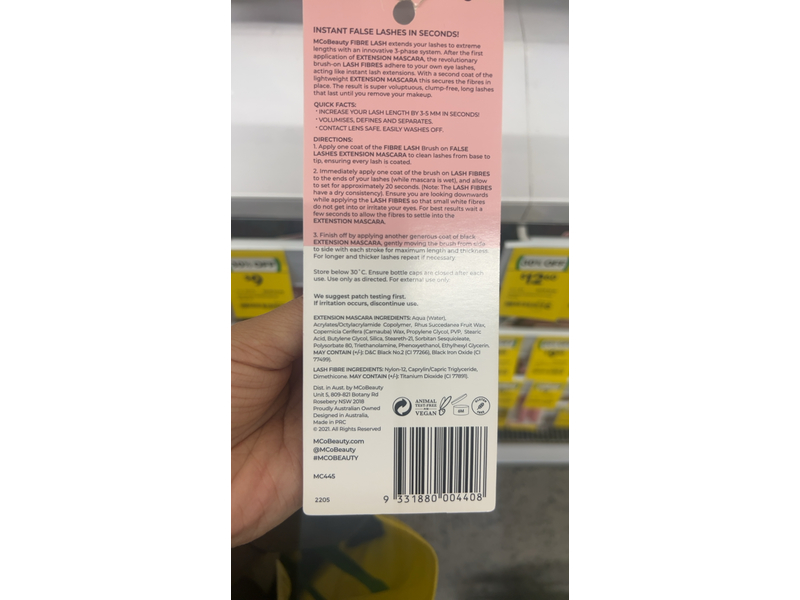 INSTANT FALSE LASHES IN SECONDS!
MCoBeauty FIBRE LASH extends your lashes to extreme
lengths with an innovative 3-phase system. After the first
application of EXTENSION MASCARA, the revolutionary
brush-on LASH FIBRES adhere to your own eye lashes,
acting like instant lash extensions. With a second coat of the
lightweight EXTENSION MASCARA this secures the fibres in
place. The result is super voluptuous, clump-free, long lashes
that last until you remove your makeup.
QUICK FACTS:
• INCREASE YOUR LASH LENGTH BY 3-5 MM IN SECONDS!
• VOLUMISES, DEFINES AND SEPARATES.
• CONTACT LENS SAFE. EASILY WASHES OFF.
DIRECTIONS:
1. Apply one coat of the FIBRE LASH Brush on FALSE
LASHES EXTENSION MASCARA to clean lashes from base to
tip, ensuring every lash is coated.
2. Immediately apply one coat of the brush on LASH FIBRES
to the ends of your lashes (while mascara is wet), and allow
to set for approximately 20 seconds. (Note: The LASH FIBRES
have a dry consistency). Ensure you are looking downwards
while applying the LASH FIBRES so that small white fibres
do not get into or irritate your eyes. For best results wait a
few seconds to allow the fibres to settle into the
EXTENSTION MASCARA.
3. Finish off by applying another generous coat of black
EXTENSION MASCARA, gently moving the brush from side
to side with each stroke for maximum length and thickness.
For longer and thicker lashes repeat if necessary.
Store below 30°C. Ensure bottle caps are closed after each
use. Use only as directed. For external use only.
We suggest patch testing first.
If irritation occurs, discontinue use.
EXTENSION MASCARA INGREDIENTS: Aqua (Water),
Acrylates/Octylacrylamide Copolymer, Rhus Succedanea Fruit Wax,
Copernicia Cerifera (Carnauba) Wax, Propylene Glycol, PVP, Stearic
Acid, Butylene Glycol, Silica, Steareth-21, Sorbitan Sesquioleate,
Polysorbate 80, Triethanolamine, Phenoxyethanol, Ethylhexyl Glycerin.
MAY CONTAIN (+/-): D&C Black No.2 (CI 77266), Black Iron Oxide (CI
77499).
LASH FIBRE INGREDIENTS: Nylon-12, Caprylin/Capric Triglyceride,
Dimethicone. MAY CONTAIN (+/-): Titanium Dioxide (CI 77891).
Dist. in Aust. by MCoBeauty
Unit 5, 809-821 Botany Rd
Rosebery NSW 2018
Proudly Australian Owned
Designed in Australia,
Made in PRC
© 2021. All Rights Reserved
ANIMAL
TEST-FREE
VEGAN
6M
MCoBeauty.com
@MCoBeauty
#MCOBEAUTY
MC445
2205
9 331880 004408